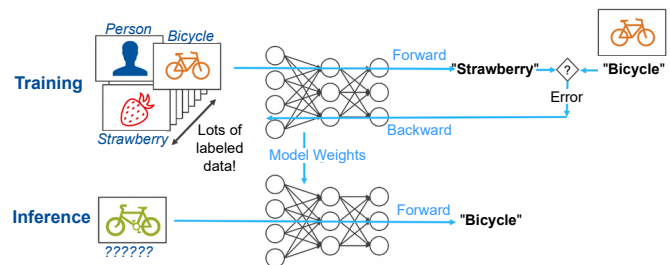 Person
Bicycle
Training
Strawberry
Lots of
labeled
data!
Forward
"Strawberry"
?
"Bicycle"
Error
Backward
Model Weights
Inference
??????
Forward
"Bicycle"